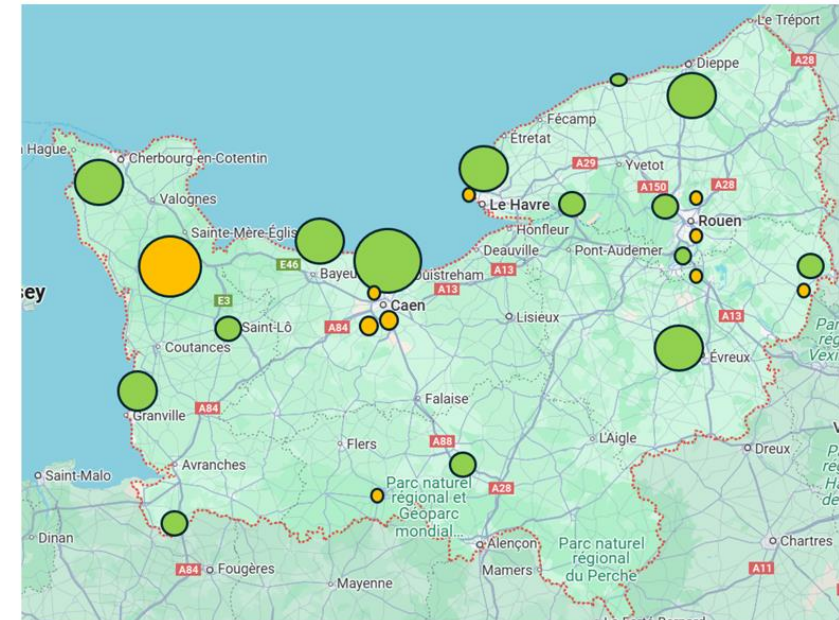 Le Tréport
Dieppe
A28
Fécamp
Hague
Étretat
Cherbourg-en-Cotentin
A29
Yvetot
A150
A28
Valognes
Le Havre
Rouen
Sainte-Mère-Églis
Honfleur
Deauville
Pont-Audemer
E46
Bayeu
Ouistreham
A13
A13
ey
E3
Caen
Saint-Lô
A84
Lisieux
A13
Coutances
Évreux
Granville
A84
Falaise
Flers
A88
L'Aigle
Dreux
Avranches
Saint-Malo
Parc naturel
régional et
Géoparc
mondial...
A28
Dinan
Alençon
Parc naturel
régional
du Perche
Chartres
A84
Fougères
Mamers
A11
Mayenne